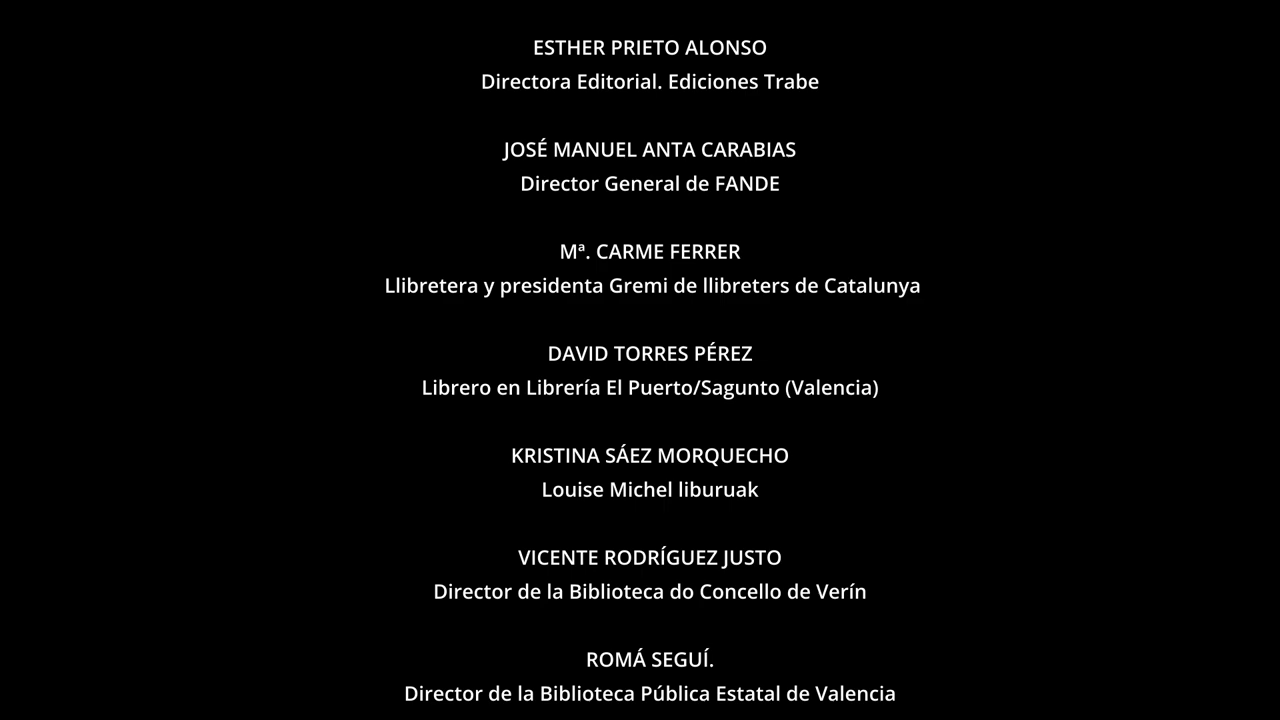 ESTHER PRIETO ALONSO
Directora Editorial. Ediciones Trabe
JOSÉ MANUEL ANTA CARABIAS
Director General de FANDE
Mª. CARME FERRER
Llibretera y presidenta Gremi de llibreters de Catalunya
DAVID TORRES PÉREZ
Librero en Librería El Puerto/Sagunto (Valencia)
KRISTINA SÁEZ MORQUECHO
Louise Michel liburuak
VICENTE RODRÍGUEZ JUSTO
Director de la Biblioteca do Concello de Verín
ROMÁ SEGUÍ.
Director de la Biblioteca Pública Estatal de Valencia